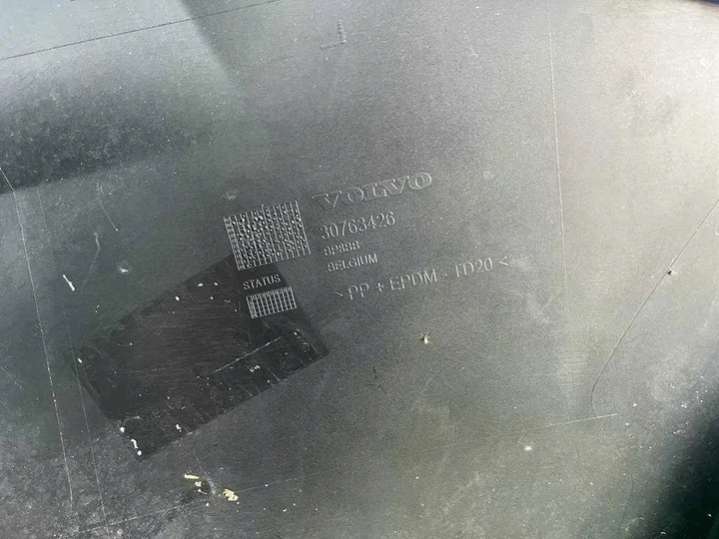 VOLVO
30763426
BELGIUM
STATUS
>PP + EPDM - TD20<